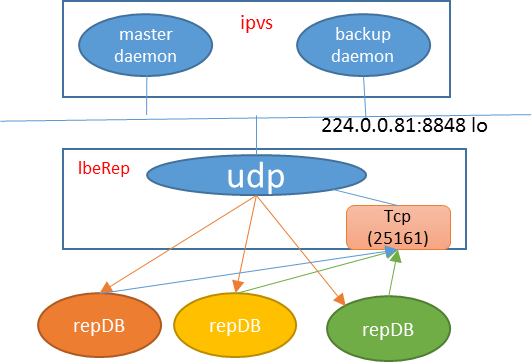 ipvs
master
daemon
backup
daemon
224.0.0.81:8848 lo
lbeRep
udp
Tcp
(25161)
repDB
repDB
repDB